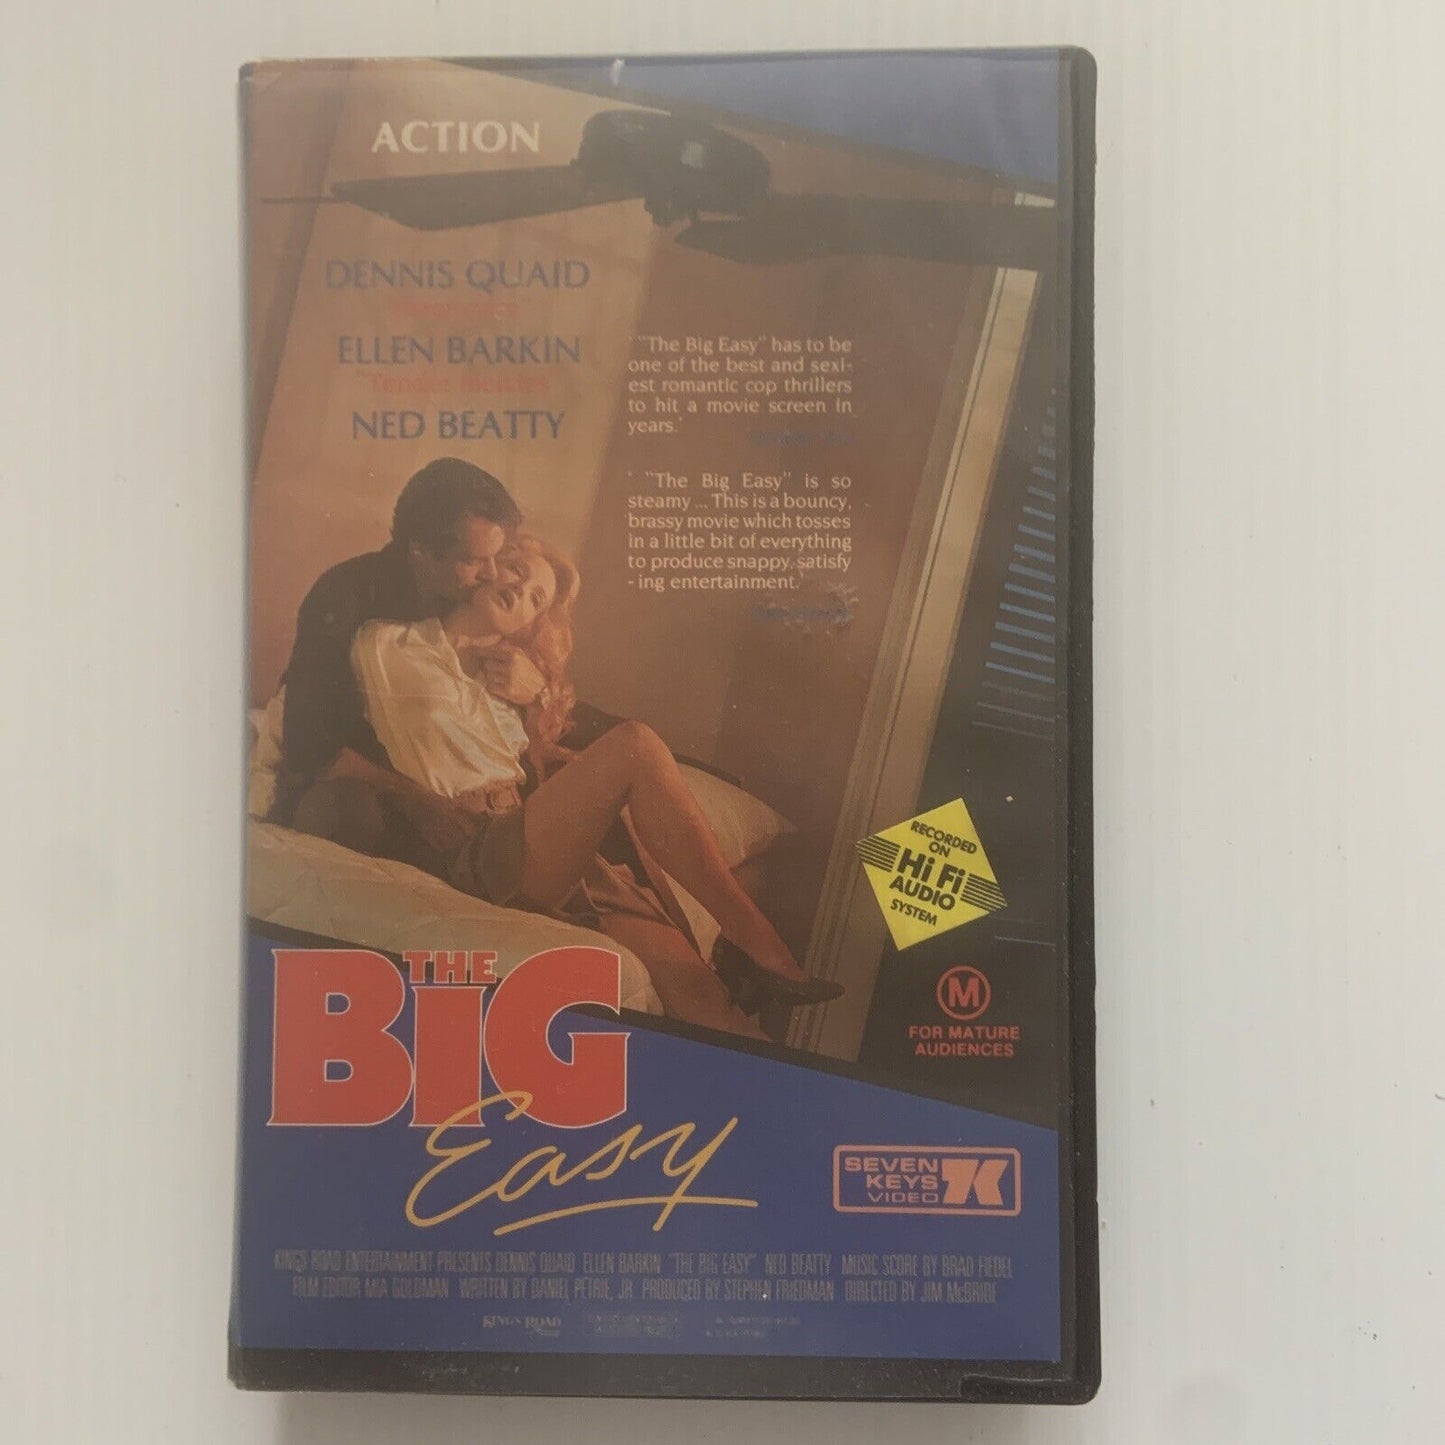 ACTION
DENNIS QUAID
ELLEN BARKIN
"Tender Mercies"
NED BEATTY
' "The Big Easy" has to be
one of the best and sexi-
est romantic cop thrillers
to hit a movie screen in
years.'
' "The Big Easy" is so
steamy ... This is a bouncy,
brassy movie which tosses
in a little bit of everything
to produce snappy, satisfy
- ing entertainment.'
RECORDED
ON
Hi Fi
AUDIO
SYSTEM
M
FOR MATURE
AUDIENCES
THE
BIG
Easy
SEVEN
KEYS
VIDEO
7K
KINGS ROAD ENTERTAINMENT PRESENTS DENNIS QUAID ELLEN BARKIN "THE BIG EASY" NED BEATTY MUSIC SCORE BY BRAD FIEDEL
FILM EDITOR MIA GOLDMAN WRITTEN BY DANIEL PETRIE, JR. PRODUCED BY STEPHEN FRIEDMAN DIRECTED BY JIM McBRIDE
KINGS ROAD